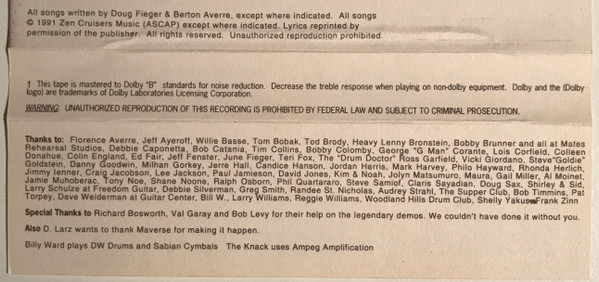 All songs written by Doug Fieger & Berton Averre, except where indicated. All songs
© 1991 Zen Cruisers Music (ASCAP) except where indicated. Lyrics reprinted by
permission of the publisher. All rights reserved. Unauthorized reproduction prohibited.
† This tape is mastered to Dolby "B" standards for noise reduction. Decrease the treble response when playing on non-dolby equipment. Dolby and the (Dolby
logo) are trademarks of Dolby Laboratories Licensing Corporation.
WARNING: UNAUTHORIZED REPRODUCTION OF THIS RECORDING IS PROHIBITED BY FEDERAL LAW AND SUBJECT TO CRIMINAL PROSECUTION.
Thanks to: Florence Averre, Jeff Ayeroff, Willie Basse, Tom Bobak, Tod Brody, Heavy Lenny Bronstein, Bobby Brunner and all at Mates
Rehearsal Studios, Debbie Caponetta, Bob Catania, Tim Collins, Bobby Colomby, George "G Man" Corante, Lois Corfield, Colleen
Donahue, Colin England, Ed Fair, Jeff Fenster, June Fieger, Teri Fox, The "Drum Doctor" Ross Garfield, Vicki Giordano, Steve"Goldie"
Goldstein, Danny Goodwin, Milhan Gorkey, Jerre Hall, Candice Hanson, Jordan Harris, Mark Harvey, Philo Hayward, Rhonda Herlich,
Jimmy Ienner, Craig Jacobson, Lee Jackson, Paul Jamieson, David Jones, Kim & Noah, Jolyn Matsumuro, Maura, Gail Miller, Al Moinet,
Jamie Muhoberac, Tony Noe, Shane Noone, Ralph Osborn, Phil Quartararo, Steve Samiof, Claris Sayadian, Doug Sax, Shirley & Sid,
Larry Schulze at Freedom Guitar, Debbie Silverman, Greg Smith, Randee St. Nicholas, Audrey Strahl, The Supper Club, Bob Timmins, Pat
Torpey, Dave Weiderman at Guitar Center, Bill W., Larry Williams, Reggie Williams, Woodland Hills Drum Club, Shelly Yakus Frank Zinn
Special Thanks to Richard Bosworth, Val Garay and Bob Levy for their help on the legendary demos. We couldn't have done it without you.
Also D. Larz wants to thank Maverse for making it happen.
Billy Ward plays DW Drums and Sabian Cymbals The Knack uses Ampeg Amplification